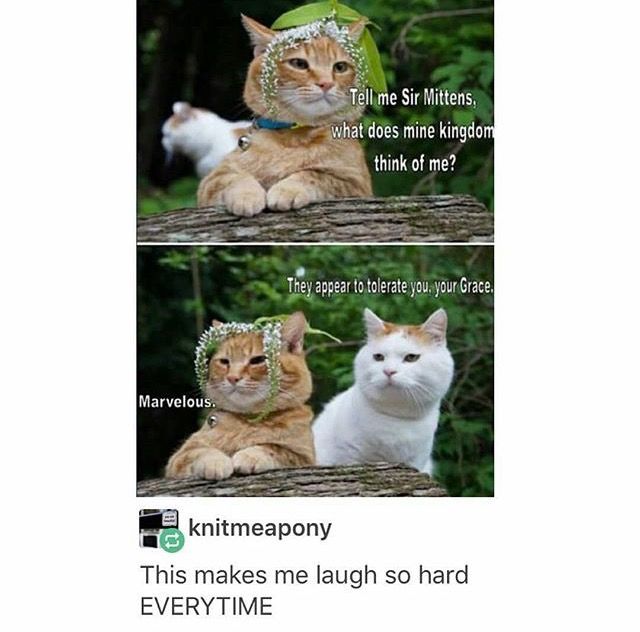 Tell me Sir Mittens,
what does mine kingdom
think of me?
They appear to tolerate you, your Grace.
Marvelous.
knitmeapony
This makes me laugh so hard
EVERYTIME